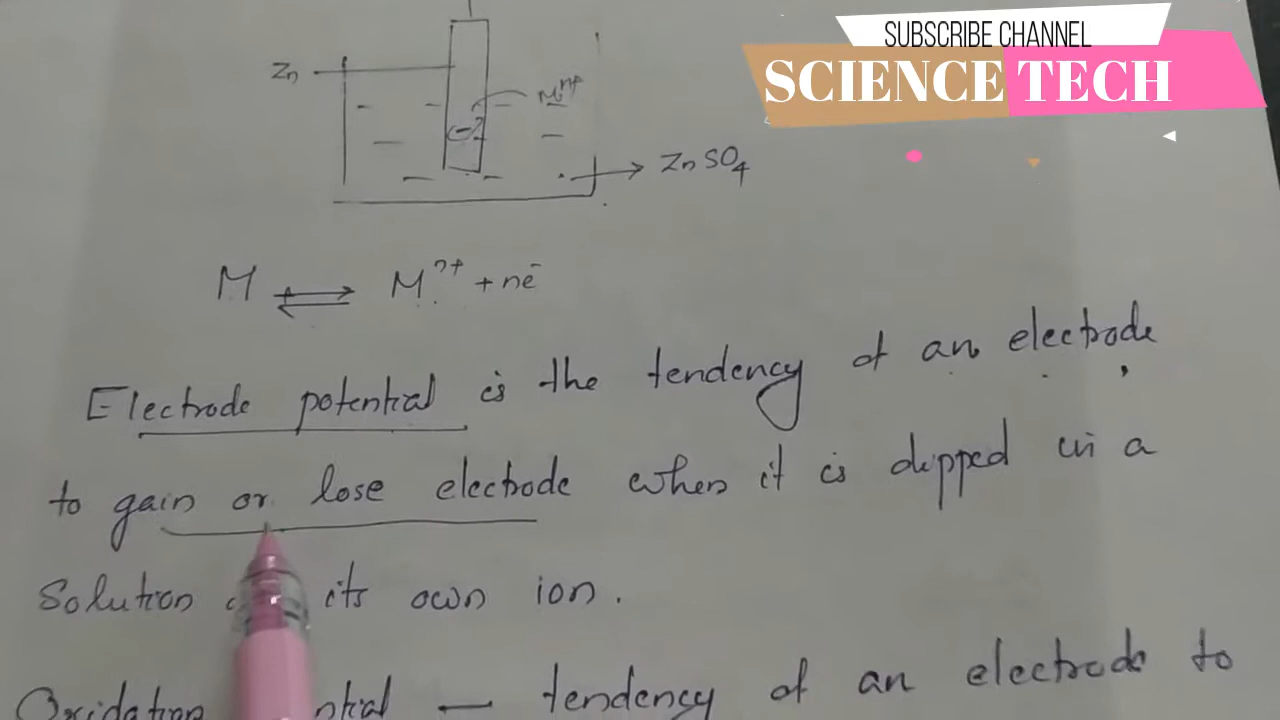 SUBSCRIBE CHANNEL
SCIENCE TECH
Zn
Mⁿ⁺
ZnSO₄
M ⇌ Mⁿ⁺ + ne⁻
Electrode potential is the tendency of an electrode
to gain or lose electrode when it is dipped in a
Solution its own ion.
— tendency of an electrode to